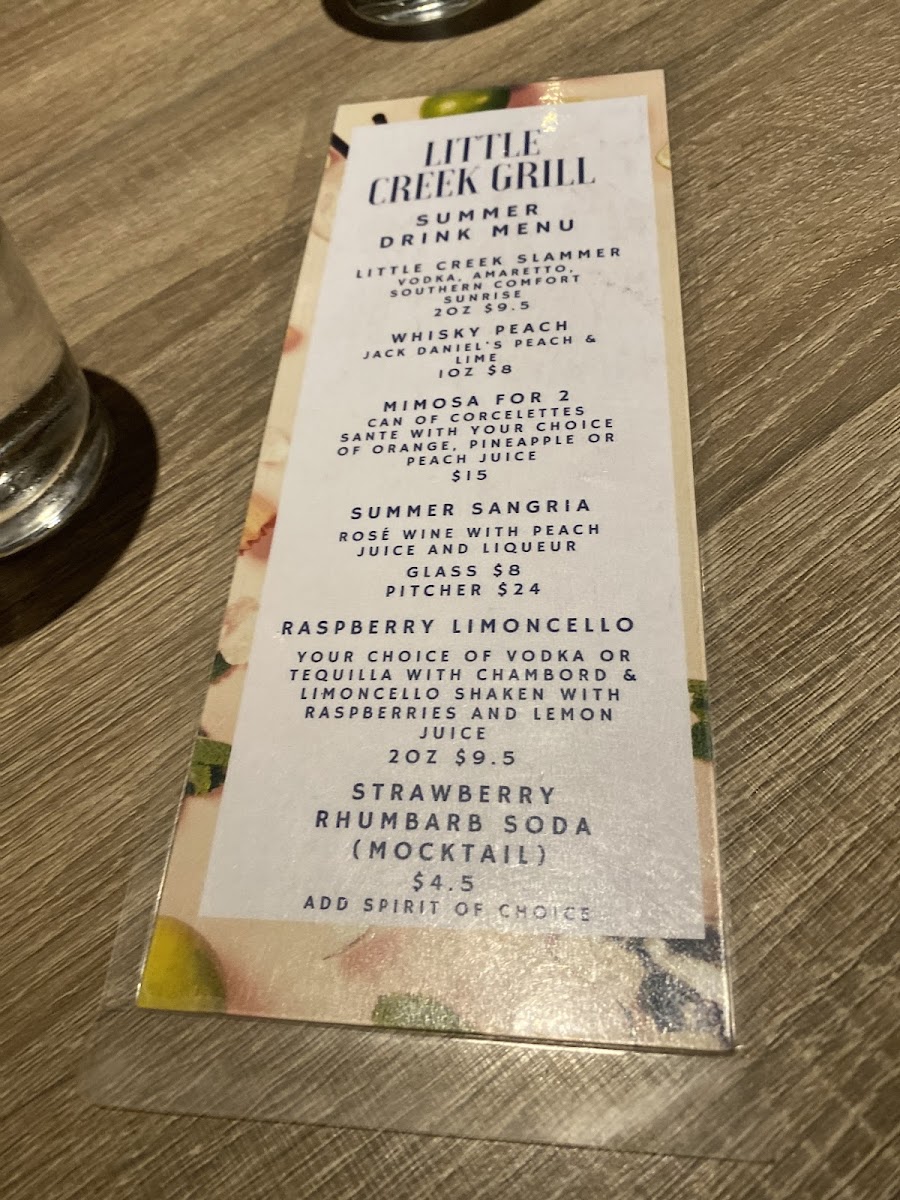 LITTLE
CREEK GRILL
SUMMER
DRINK MENU
LITTLE CREEK SLAMMER
VODKA, AMARETTO,
SOUTHERN COMFORT
SUNRISE
2OZ $9.5
WHISKY PEACH
JACK DANIEL'S PEACH &
LIME
1OZ $8
MIMOSA FOR 2
CAN OF CORCELETTES
SANTE WITH YOUR CHOICE
OF ORANGE, PINEAPPLE OR
PEACH JUICE
$15
SUMMER SANGRIA
ROSÉ WINE WITH PEACH
JUICE AND LIQUEUR
GLASS $8
PITCHER $24
RASPBERRY LIMONCELLO
YOUR CHOICE OF VODKA OR
TEQUILLA WITH CHAMBORD &
LIMONCELLO SHAKEN WITH
RASPBERRIES AND LEMON
JUICE
2OZ $9.5
STRAWBERRY
RHUMBARB SODA
(MOCKTAIL)
$4.5
ADD SPIRIT OF CHOICE